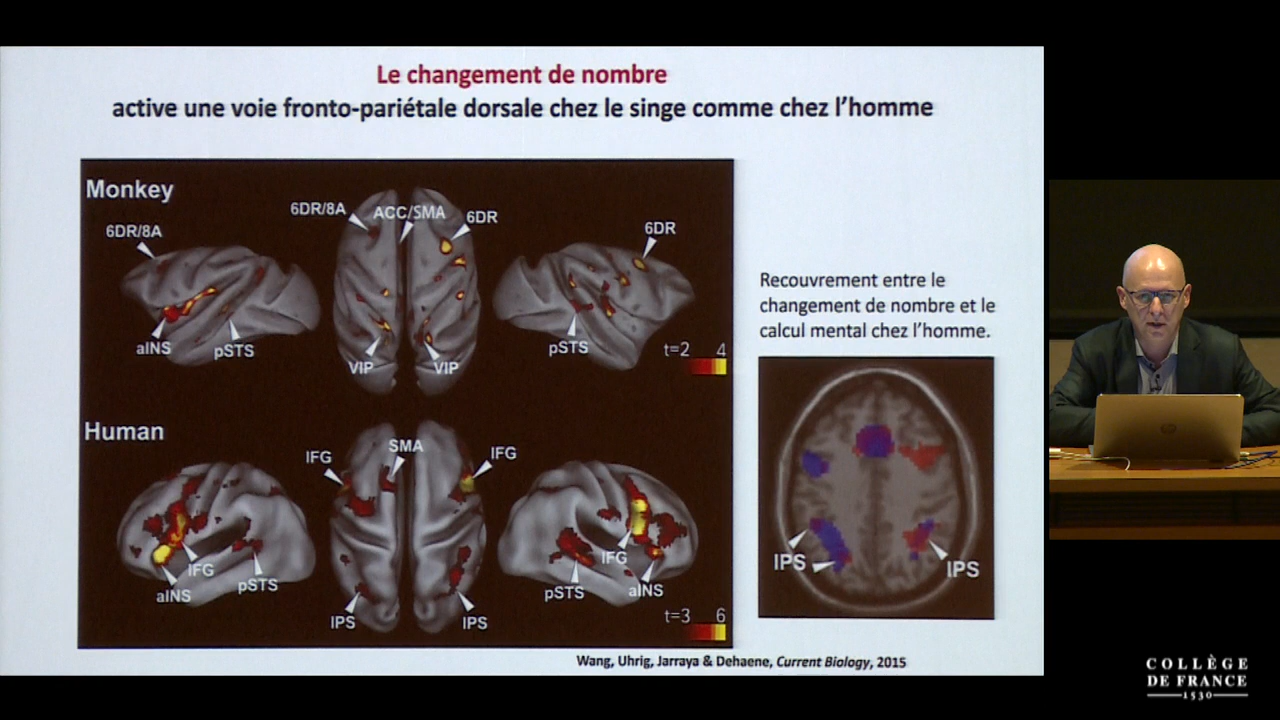 Le changement de nombre
active une voie fronto-pariétale dorsale chez le singe comme chez l'homme
Monkey
6DR/8A
ACC/SMA
6DR
6DR/8A
6DR
aINS
pSTS
VIP
VIP
pSTS
t=2 4
Human
IFG
SMA
IFG
IFG
aINS
pSTS
IPS
IPS
pSTS
IFG
aINS
t=3 6
Recouvrement entre le
changement de nombre et le
calcul mental chez l'homme.
IPS
IPS
Wang, Uhrig, Jarraya & Dehaene, Current Biology, 2015
COLLÈGE
DE FRANCE
1530